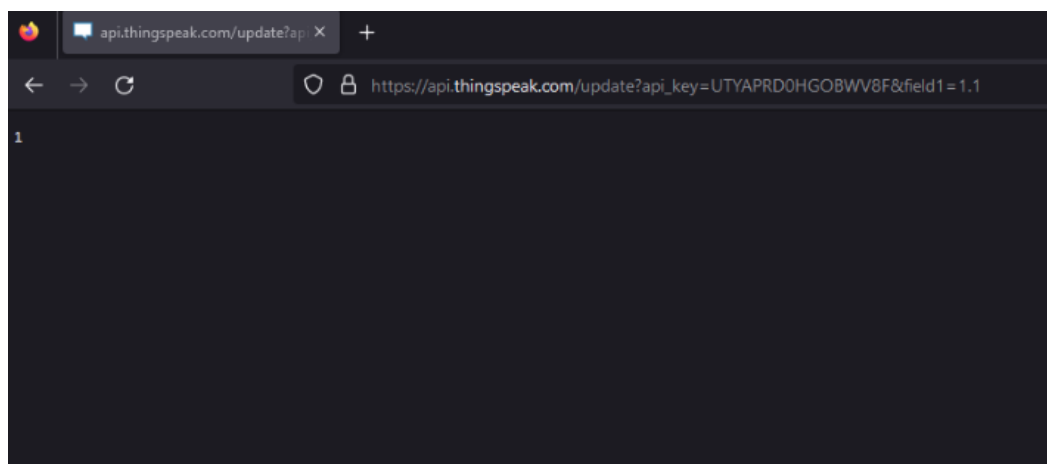 api.thingspeak.com/update?ap
https://api.thingspeak.com/update?api_key=UTYAPRD0HGOBWV8F&field1=1.1
1